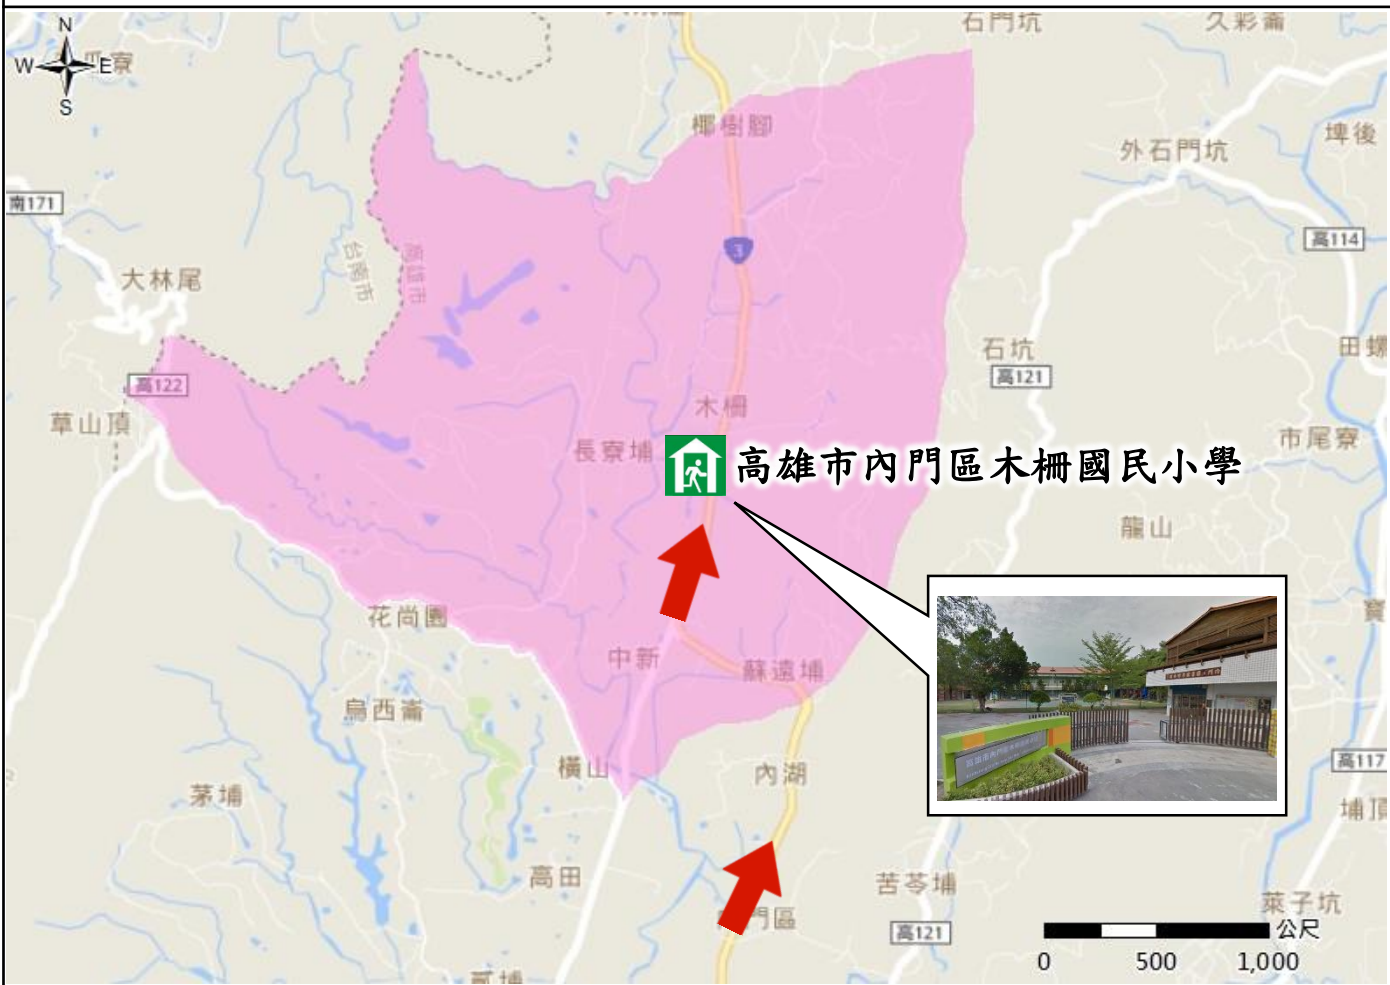 N
W
E
S
寮
石門坑
久彩崙
椰樹腳
埤後
外石門坑
南171
高114
3
台南市
高雄市
大林尾
石坑
田螺
高122
高121
木柵
草山頂
長寮埔
高雄市內門區木柵國民小學
市尾寮
龍山
花尚園
寶
中新
蘇遠埔
烏西崙
橫山
內湖
高117
茅埔
埔頂
高田
苦苓埔
萊子坑
門區
高121
公尺
0
500
1,000